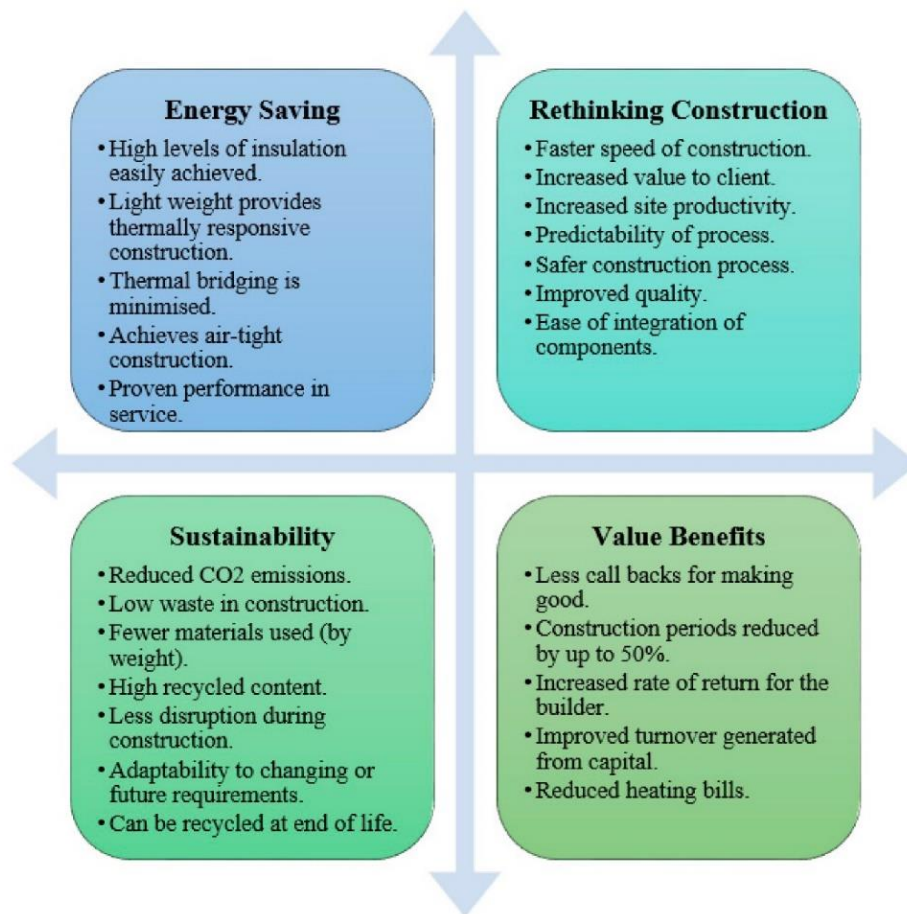 Energy Saving
•High levels of insulation
easily achieved.
•Light weight provides
thermally responsive
construction.
•Thermal bridging is
minimised.
•Achieves air-tight
construction.
•Proven performance in
service.
Rethinking Construction
•Faster speed of construction.
•Increased value to client.
•Increased site productivity.
•Predictability of process.
•Safer construction process.
•Improved quality.
•Ease of integration of
components.
Sustainability
•Reduced CO2 emissions.
•Low waste in construction.
•Fewer materials used (by
weight).
•High recycled content.
•Less disruption during
construction.
•Adaptability to changing or
future requirements.
•Can be recycled at end of life.
Value Benefits
•Less call backs for making
good.
•Construction periods reduced
by up to 50%.
•Increased rate of return for the
builder.
•Improved turnover generated
from capital.
•Reduced heating bills.